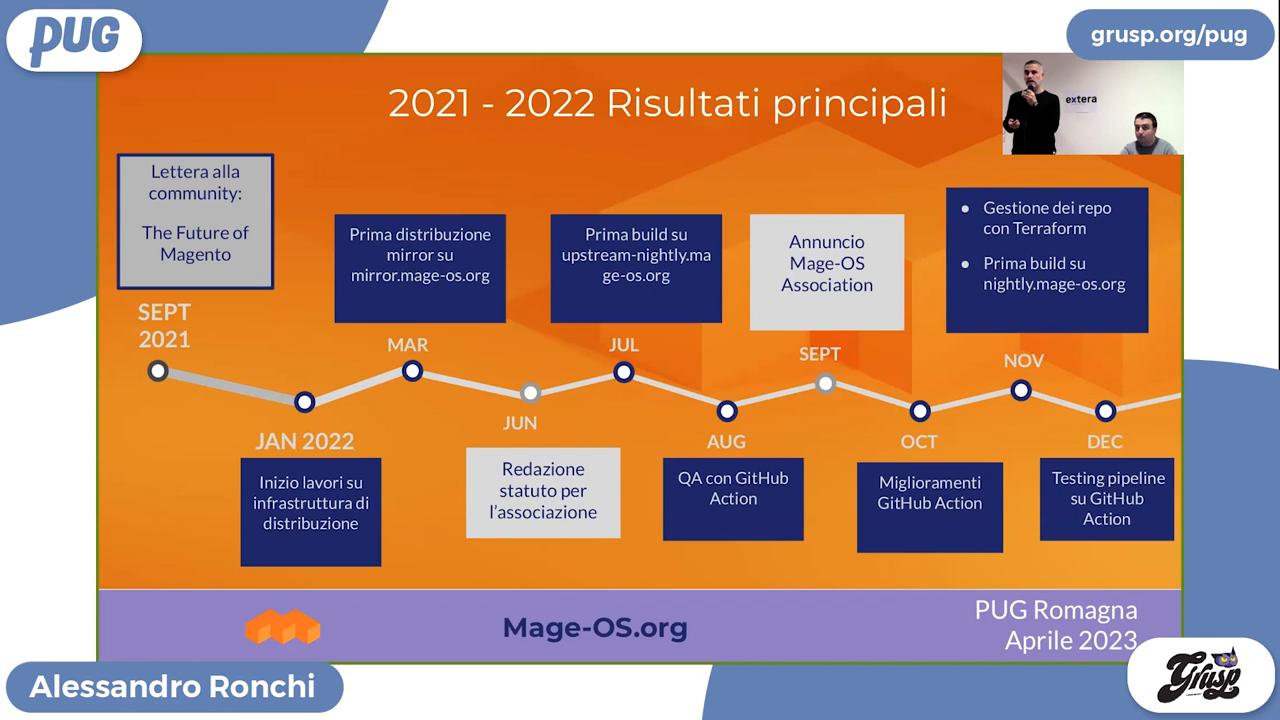 PUG
grusp.org/pug
2021 - 2022 Risultati principali
extera
Lettera alla
community:
The Future of
Magento
SEPT
2021
JAN 2022
Inizio lavori su
infrastruttura di
distribuzione
Prima distribuzione
mirror su
mirror.mage-os.org
MAR
JUN
Redazione
statuto per
l'associazione
Prima build su
upstream-nightly.ma
ge-os.org
JUL
AUG
QA con GitHub
Action
Annuncio
Mage-OS
Association
SEPT
OCT
Miglioramenti
GitHub Action
● Gestione dei repo
con Terraform
● Prima build su
nightly.mage-os.org
NOV
DEC
Testing pipeline
su GitHub
Action
Mage-OS.org
PUG Romagna
Aprile 2023
Alessandro Ronchi
Grusp